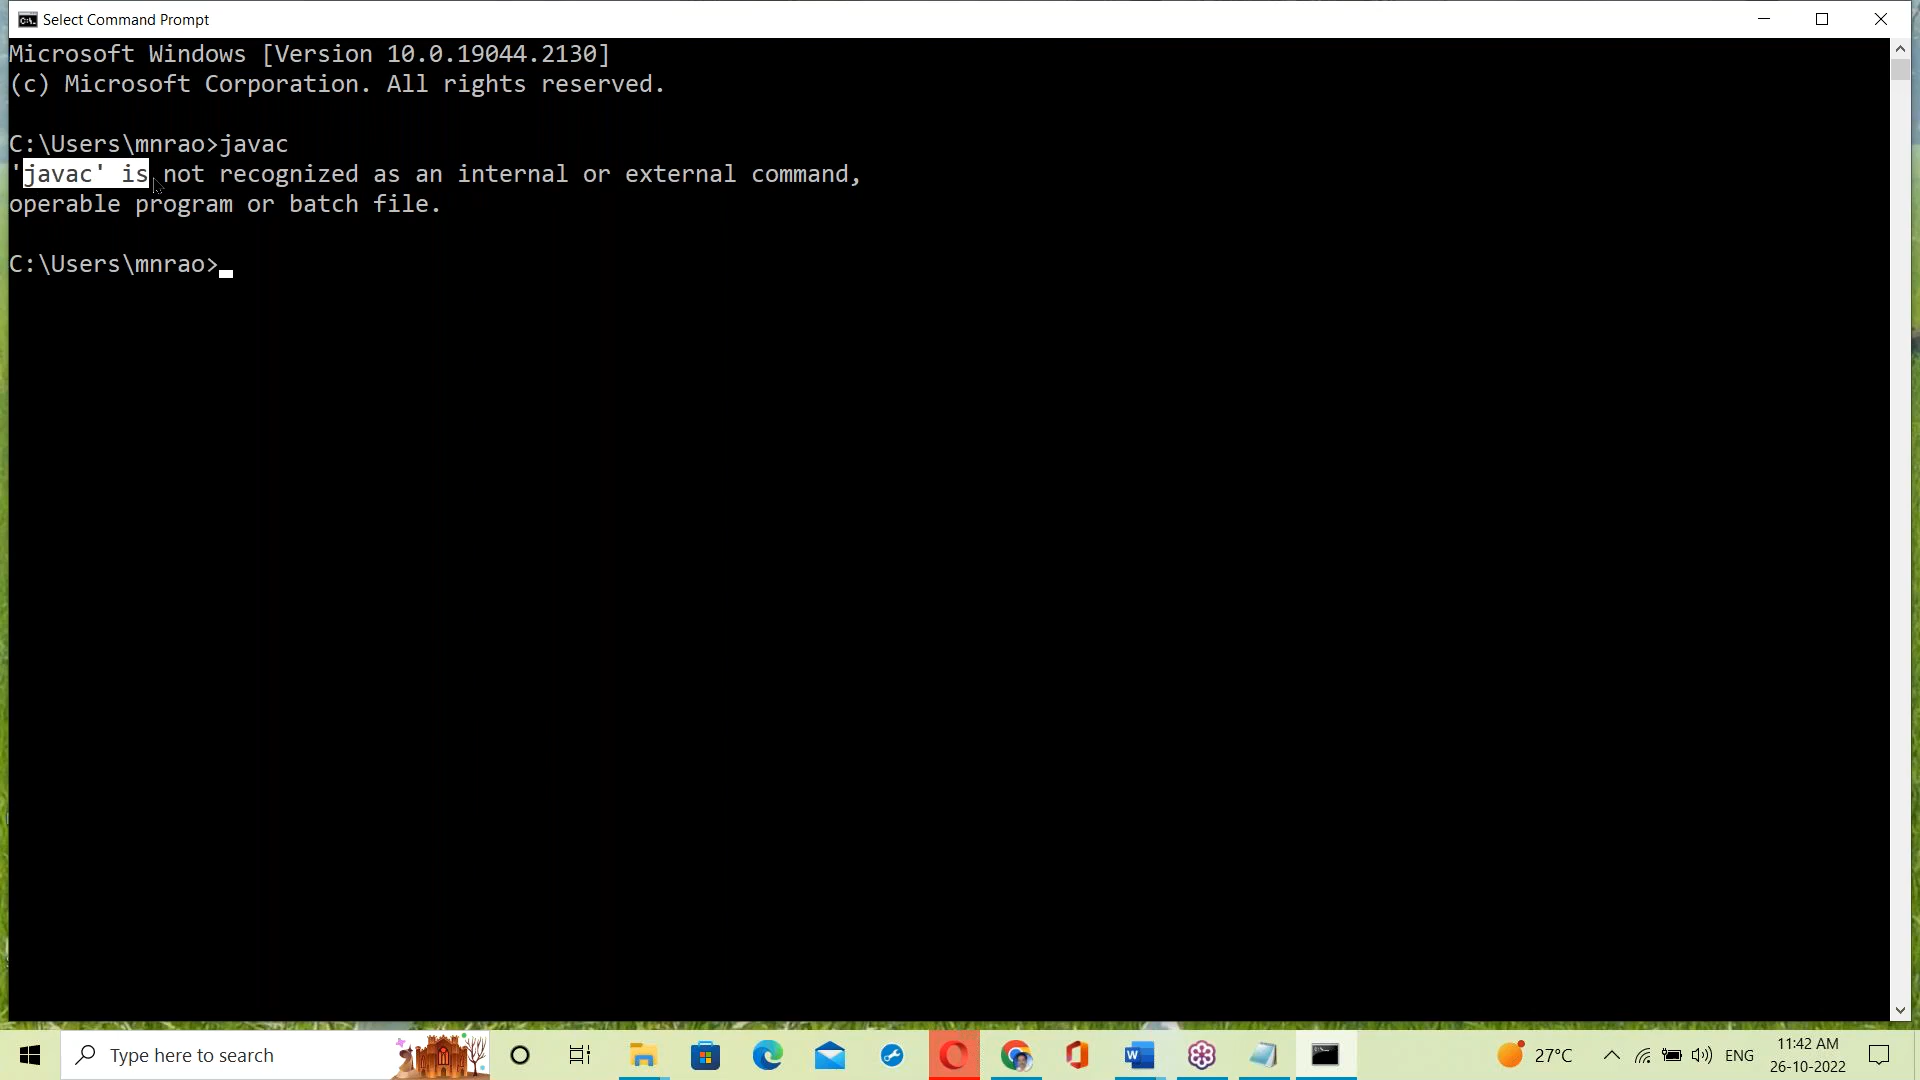 Select Command Prompt
Microsoft Windows [Version 10.0.19044.2130]
(c) Microsoft Corporation. All rights reserved.
C:\Users\mnrao>javac
'javac' is not recognized as an internal or external command,
operable program or batch file.
C:\Users\mnrao>
Type here to search
27°C
ENG
11:42 AM
26-10-2022